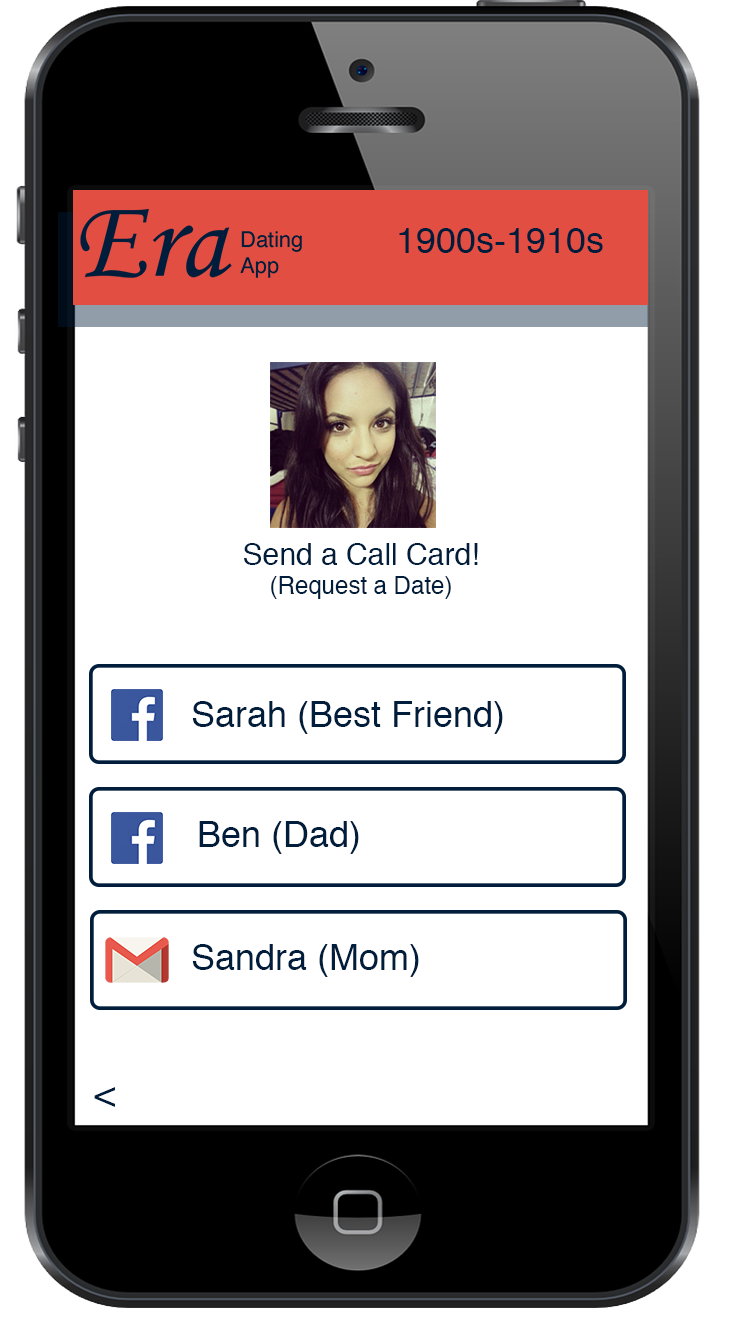 Era Dating App
1900s-1910s
Send a Call Card!
(Request a Date)
Sarah (Best Friend)
Ben (Dad)
Sandra (Mom)
<